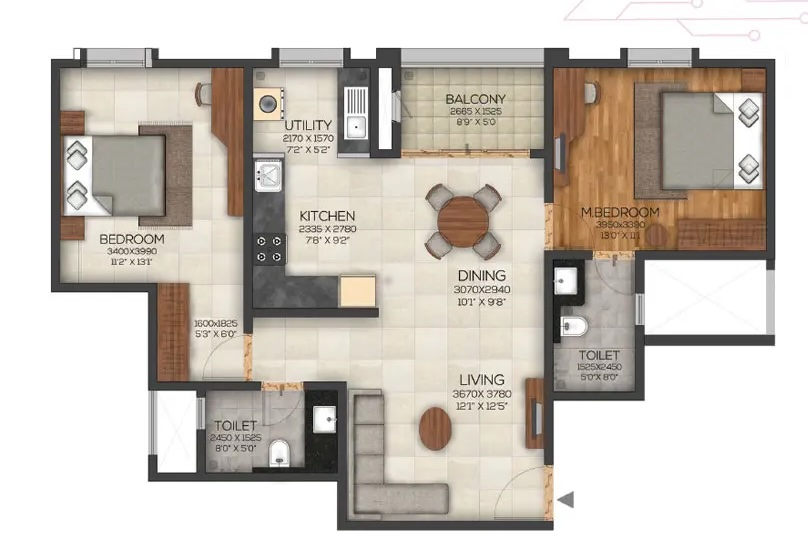 BALCONY
2665 X 1525
8'9" X 5'0
UTILITY
2170 X 1570
7'2" X 5'2"
KITCHEN
2335 X 2780
7'8" X 9'2"
M.BEDROOM
3950x3390
13'0" X 11'1
BEDROOM
3400X3990
11'2" X 13'1"
DINING
3070X2940
10'1" X 9'8"
1600x1825
5'3" X 6'0"
TOILET
1525X2450
5'0"X 8'0"
LIVING
3670X 3780
12'1" X 12'5"
TOILET
2450 X 1525
8'0" X 5'0"